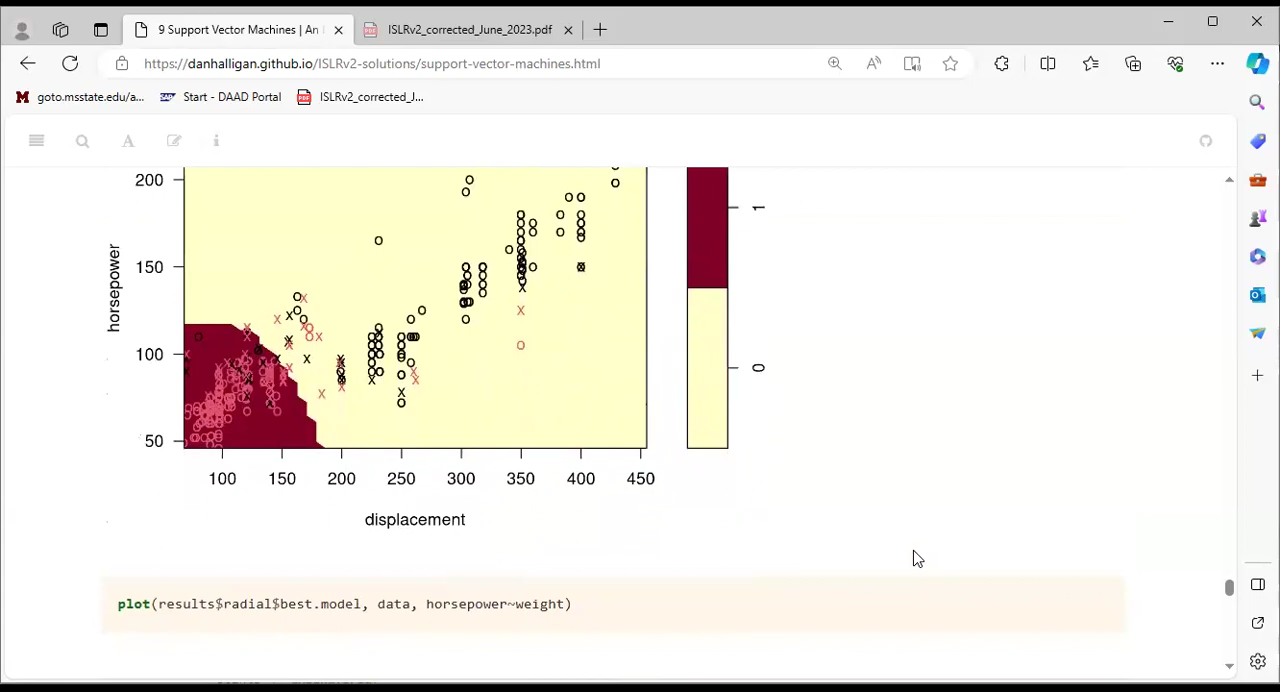 9 Support Vector Machines | An I
ISLRv2_corrected_June_2023.pdf
https://danhalligan.github.io/ISLRv2-solutions/support-vector-machines.html
goto.msstate.edu/a...
Start - DAAD Portal
ISLRv2_corrected_J...
200
150
100
50
horsepower
100 150 200 250 300 350 400 450
displacement
1
0
plot(results$radial$best.model, data, horsepower~weight)